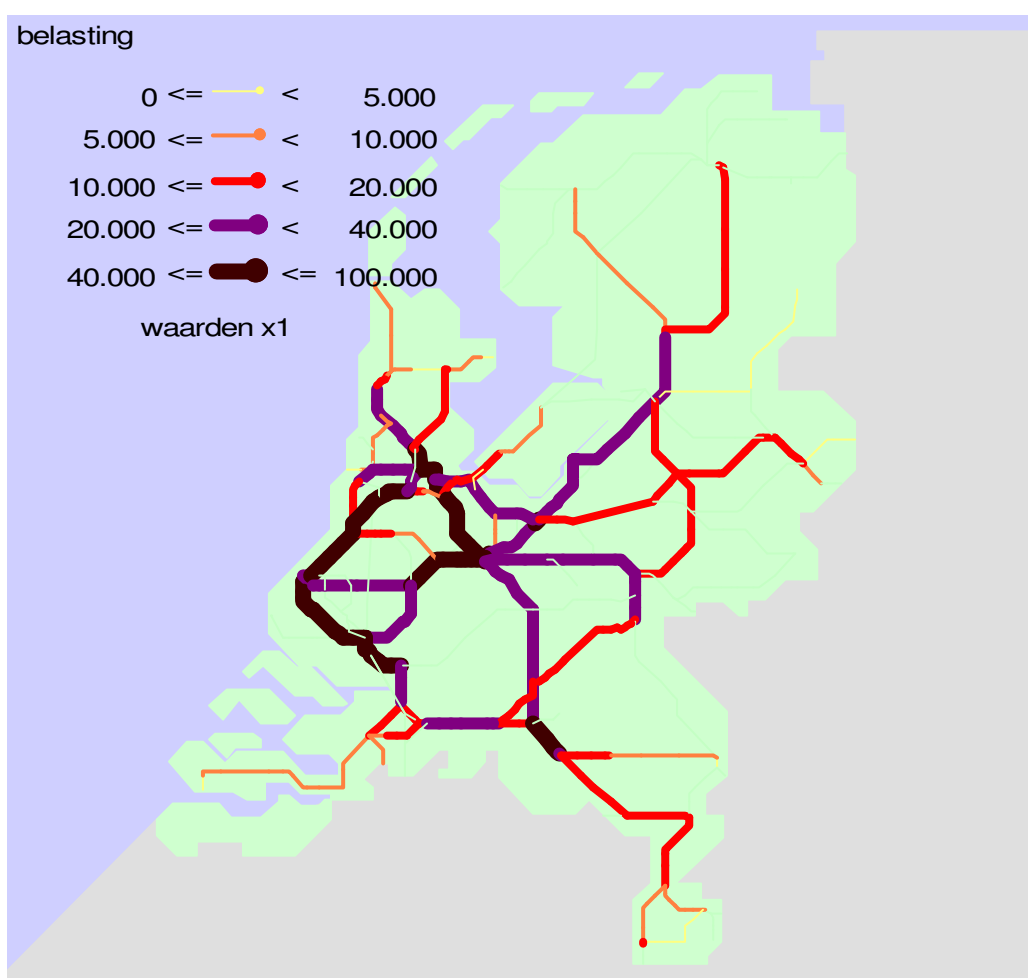 belasting
0 <= < 5.000
5.000 <= < 10.000
10.000 <= < 20.000
20.000 <= < 40.000
40.000 <= <= 100.000
waarden x1